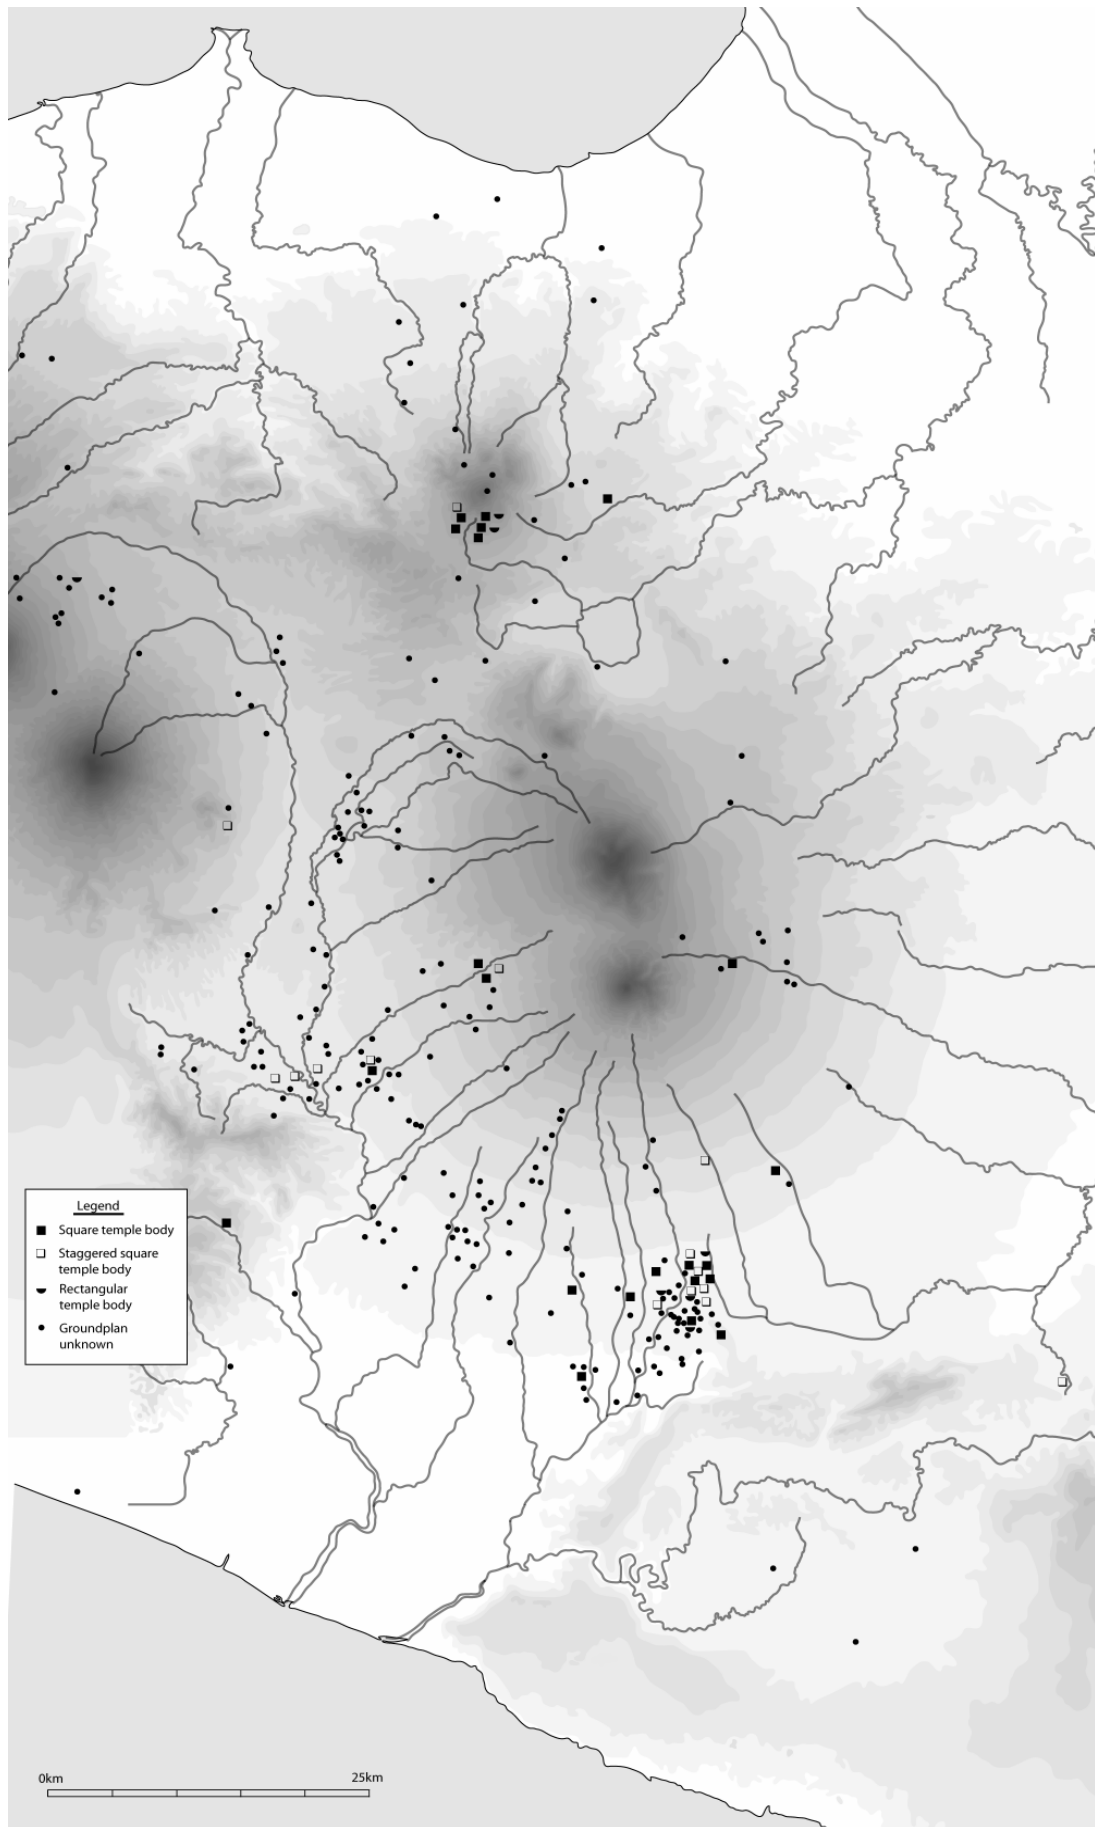 Legend
Square temple body
Staggered square
temple body
Rectangular
temple body
Groundplan
unknown
0km
25km